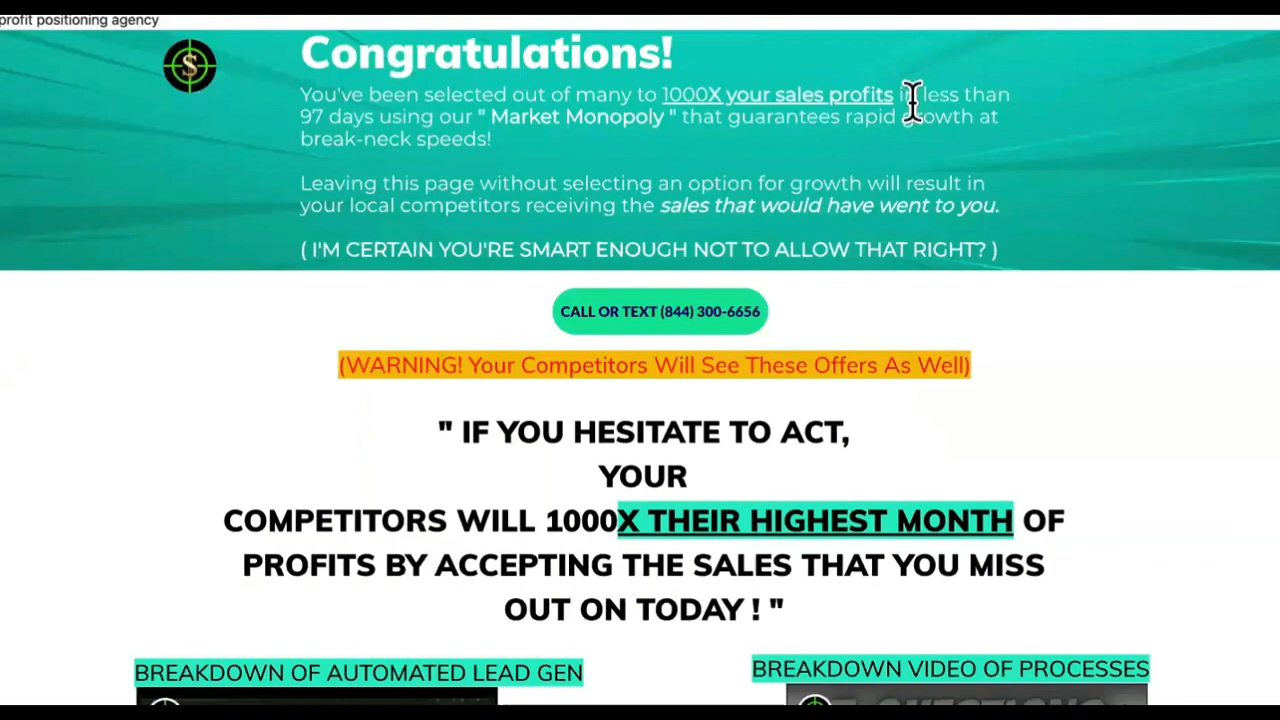 profit positioning agency
Congratulations!
You've been selected out of many to 1000X your sales profits in less than
97 days using our " Market Monopoly " that guarantees rapid growth at
break-neck speeds!
Leaving this page without selecting an option for growth will result in
your local competitors receiving the sales that would have went to you.
( I'M CERTAIN YOU'RE SMART ENOUGH NOT TO ALLOW THAT RIGHT? )
CALL OR TEXT (844) 300-6656
(WARNING! Your Competitors Will See These Offers As Well)
" IF YOU HESITATE TO ACT,
YOUR
COMPETITORS WILL 1000X THEIR HIGHEST MONTH OF
PROFITS BY ACCEPTING THE SALES THAT YOU MISS
OUT ON TODAY ! "
BREAKDOWN OF AUTOMATED LEAD GEN
BREAKDOWN VIDEO OF PROCESSES